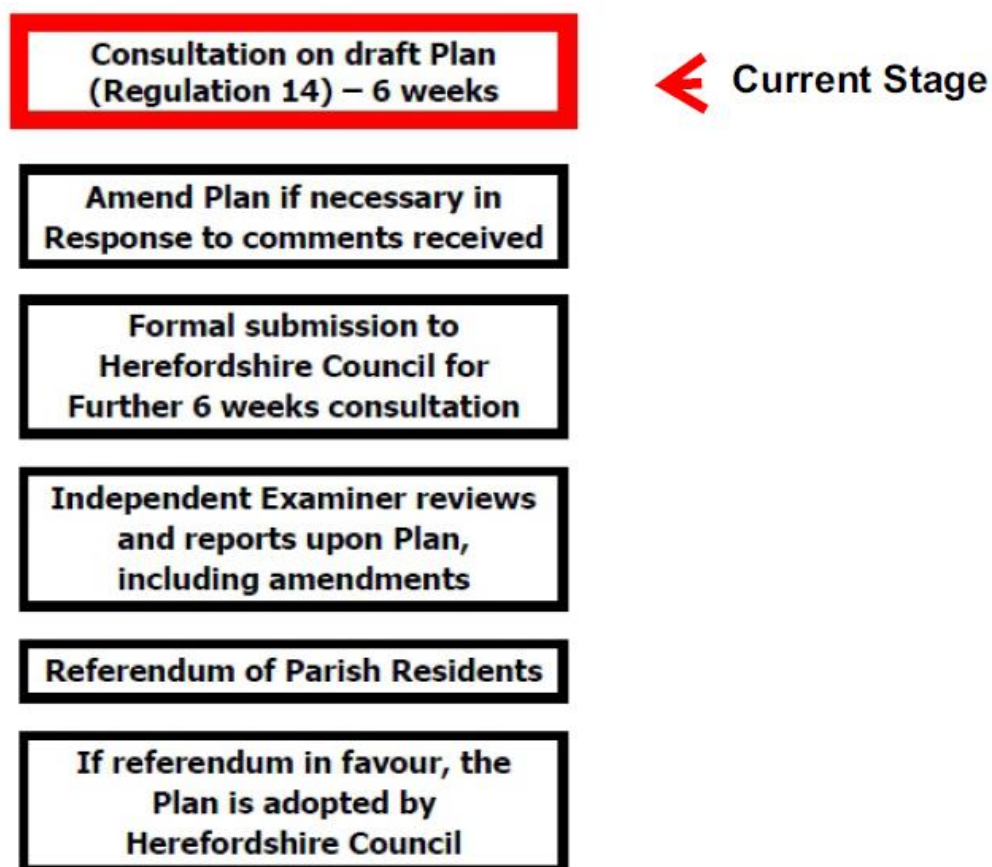 Consultation on draft Plan
(Regulation 14) – 6 weeks
Current Stage
Amend Plan if necessary in
Response to comments received
Formal submission to
Herefordshire Council for
Further 6 weeks consultation
Independent Examiner reviews
and reports upon Plan,
including amendments
Referendum of Parish Residents
If referendum in favour, the
Plan is adopted by
Herefordshire Council